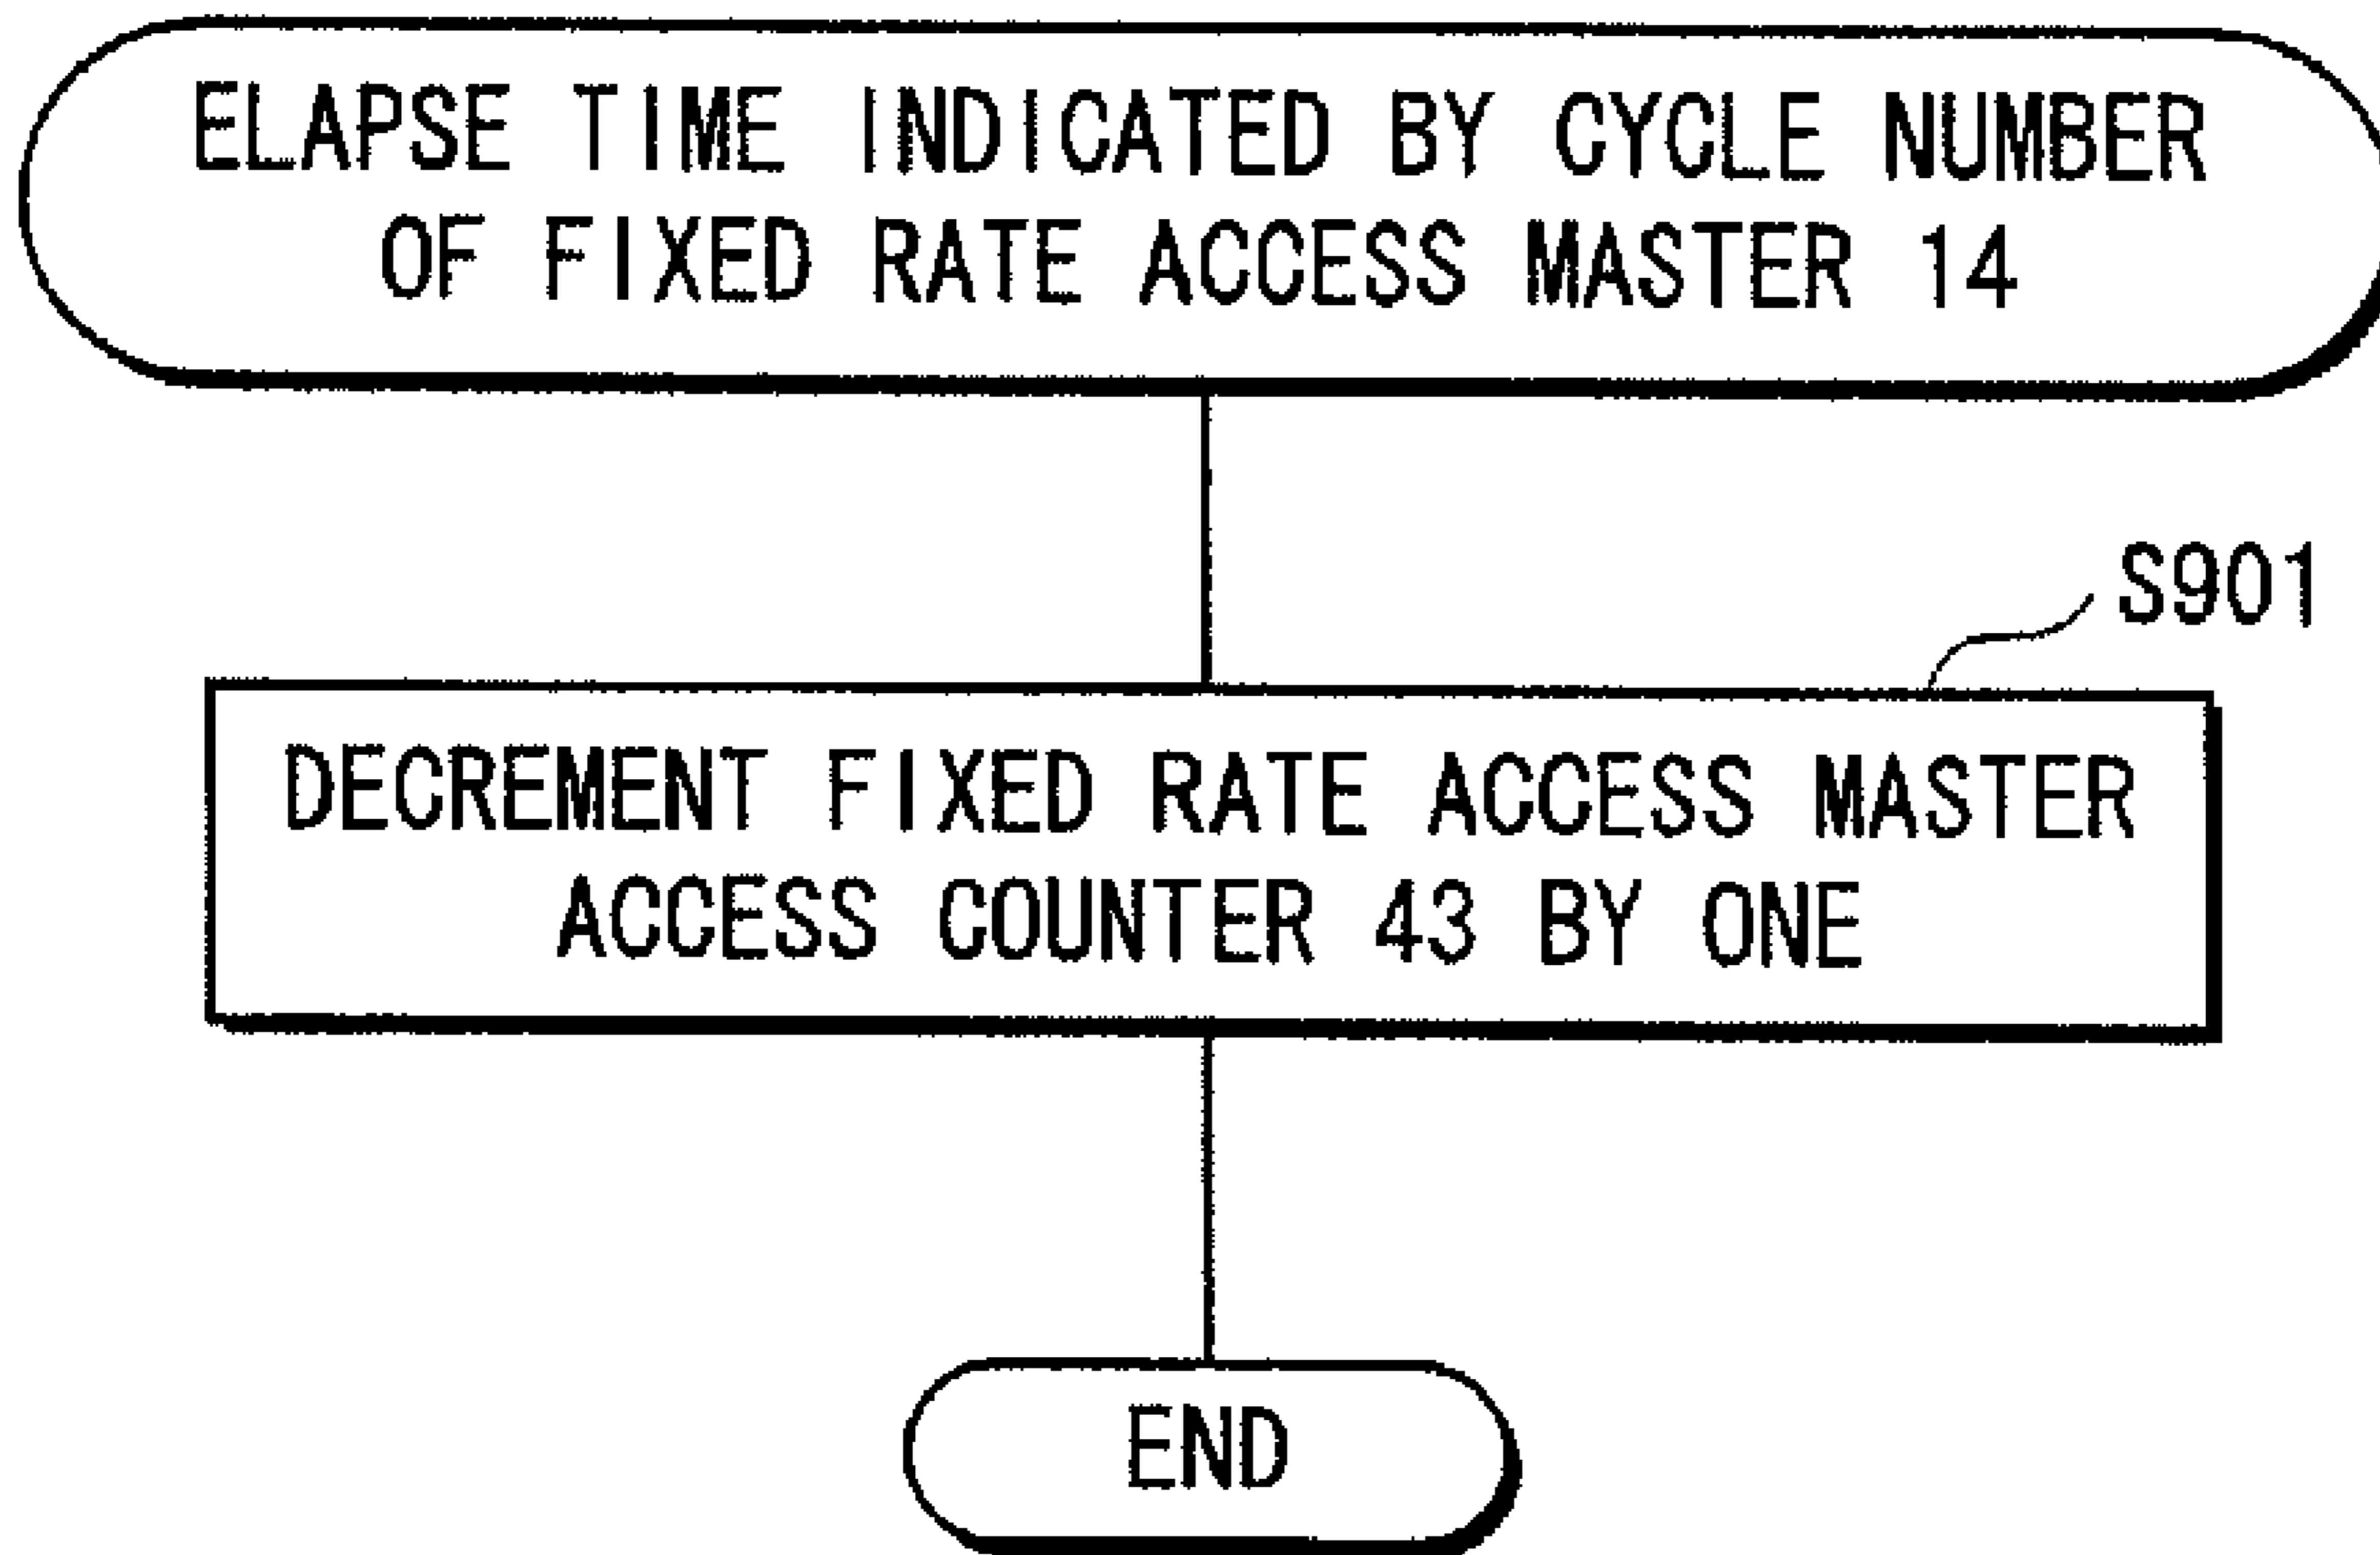 ELAPSE TIME INDICATED BY CYCLE NUMBER
OF FIXED RATE ACCESS MASTER 14
S901
DECREMENT FIXED RATE ACCESS MASTER
ACCESS COUNTER 43 BY ONE
END